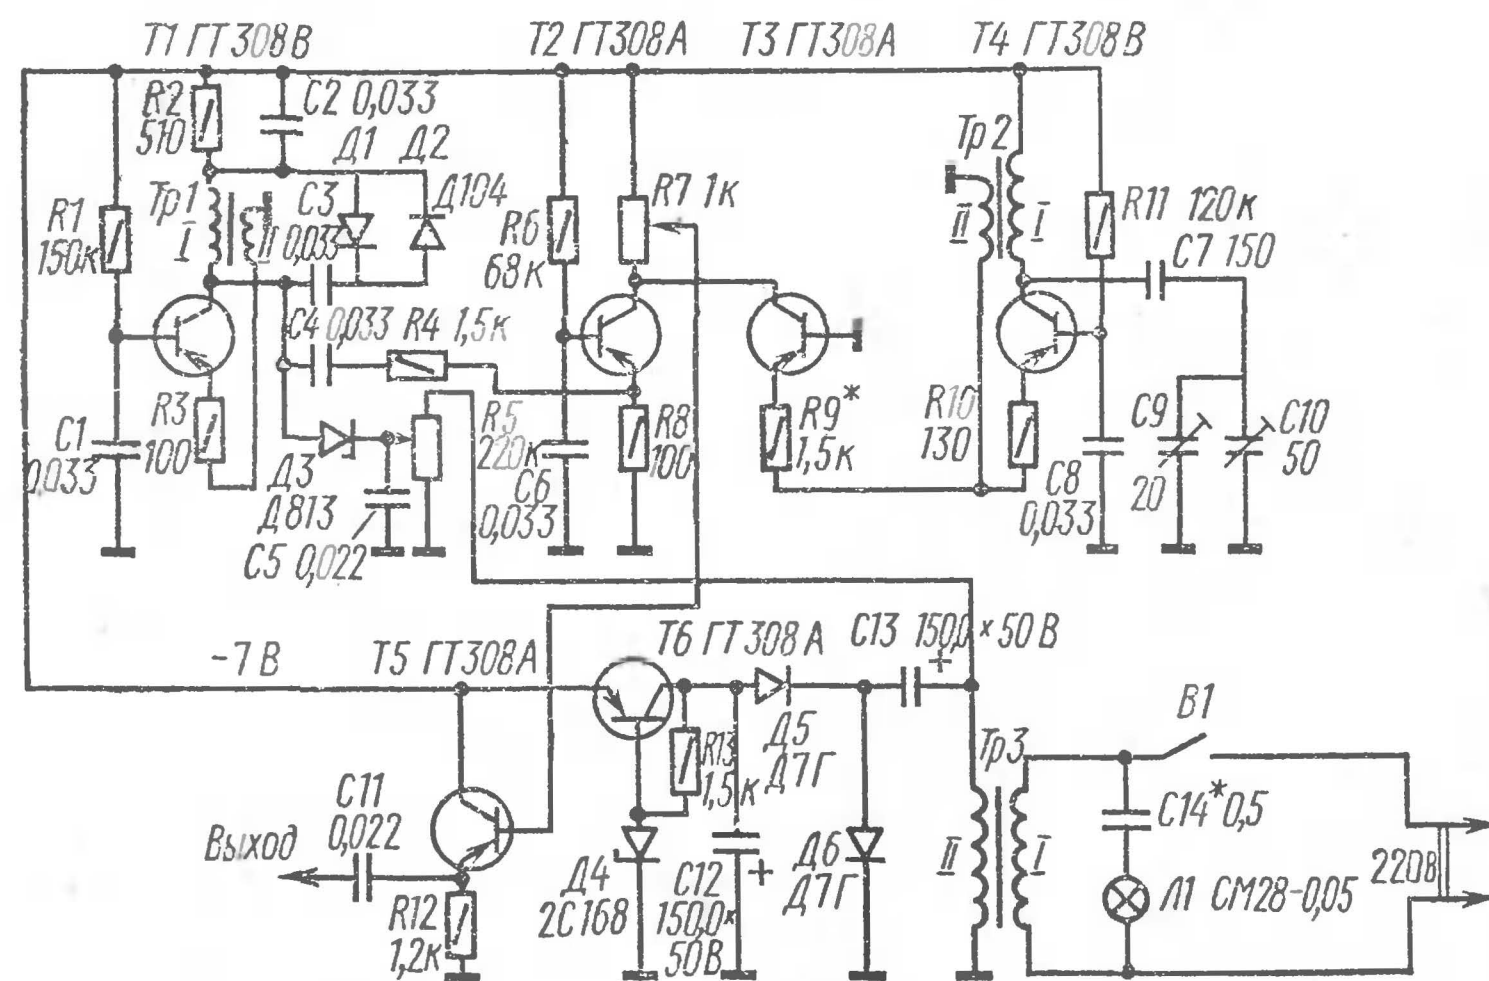 Т1 ГТ308В
Т2 ГТ308А
Т3 ГТ308А
Т4 ГТ308В
R2
510
С2 0,033
Д1 Д2
Д104
R1
150к
Тр1
I
II
С3
0,033
R6
68к
R7 1к
Тр2
II
I
R11 120к
С7 150
С4 0,033
R4 1,5к
С1
0,033
R3
100
Д3
Д813
С5 0,022
R5
220к
С6
0,033
R8
100
R9*
1,5к
R10
130
С8
0,033
С9
20
С10
50
-7 В
Т5 ГТ308А
Т6 ГТ308А
С13 150,0 × 50 В
+
R13
1,5к
Д5
Д7Г
Тр3
II
I
В1
С14* 0,5
220В
С11
0,022
Выход
R12
1,2к
Д4
2С168
С12
150,0×
50В
+
Д6
Д7Г
Л1 СМ28-0,05